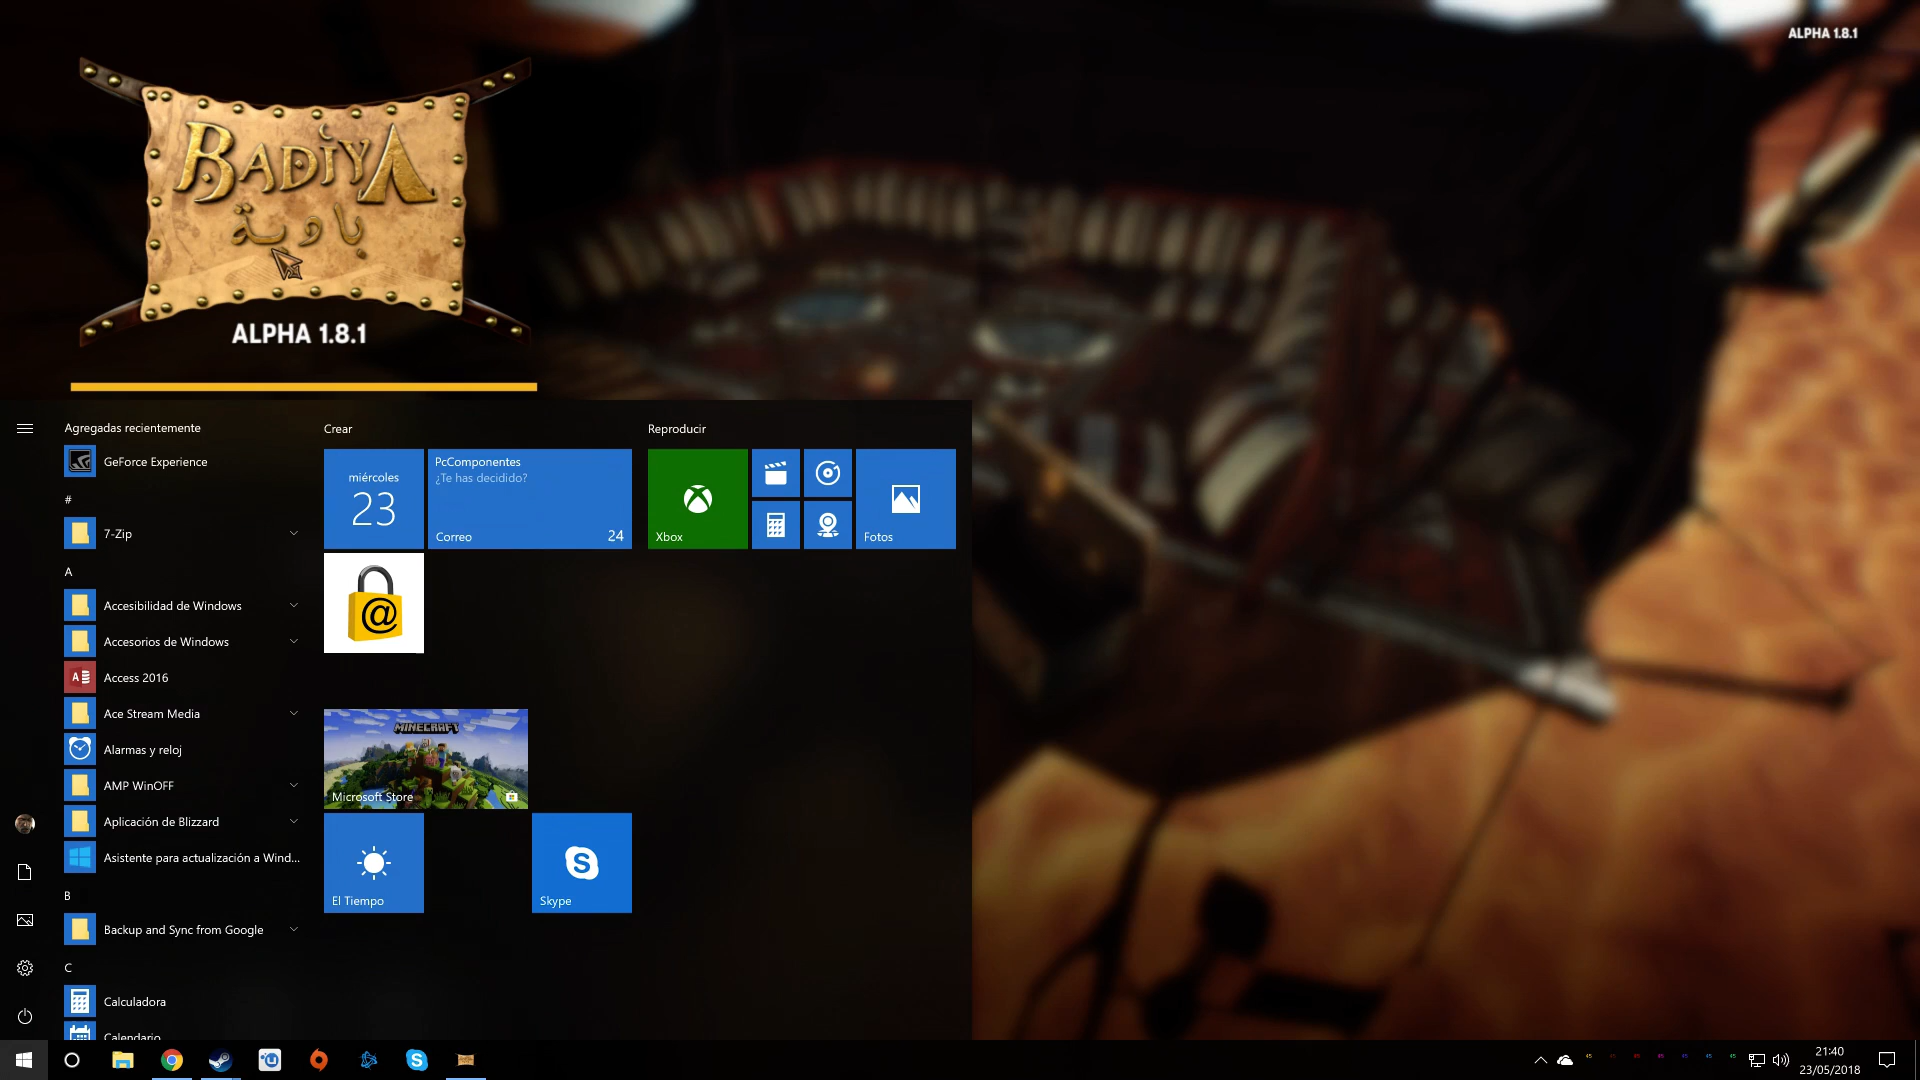 ALPHA 1.8.1
BADIYA
بادية
ALPHA 1.8.1
Agregadas recientemente
GeForce Experience
#
7-Zip
A
Accesibilidad de Windows
Accesorios de Windows
Access 2016
Ace Stream Media
Alarmas y reloj
AMP WinOFF
Aplicación de Blizzard
Asistente para actualización a Wind...
B
Backup and Sync from Google
C
Calculadora
Calendario
Crear
miércoles
23
PcComponentes
¿Te has decidido?
Correo 24
@
MINECRAFT
Microsoft Store
El Tiempo
Skype
Reproducir
Xbox
Fotos
21:40
23/05/2018